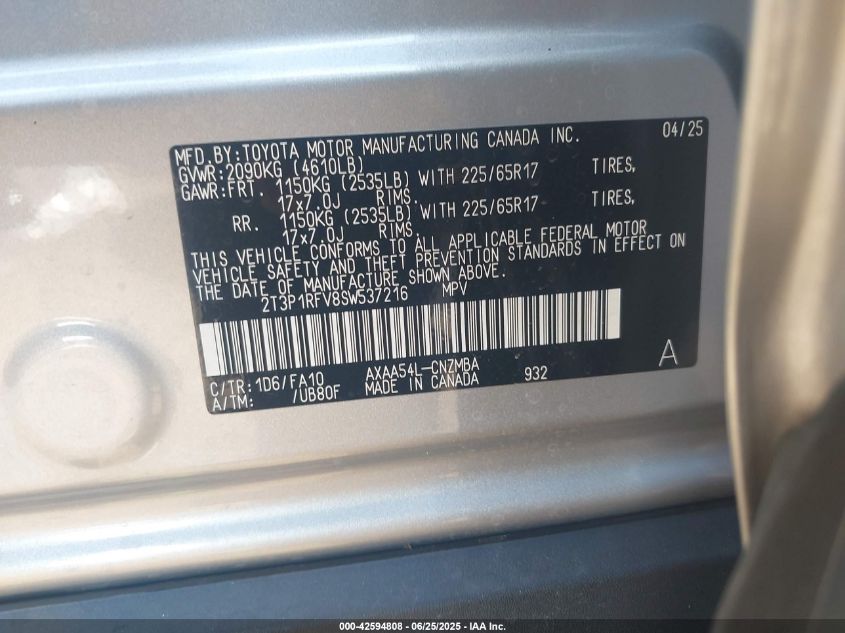 MFD.BY:TOYOTA MOTOR MANUFACTURING CANADA INC. 04/25
GVWR:2090KG (4610LB)
GAWR:FRT. 1150KG (2535LB) WITH 225/65R17 TIRES,
17x7.0J RIMS.
RR. 1150KG (2535LB) WITH 225/65R17 TIRES,
17x7.0J RIMS.
THIS VEHICLE CONFORMS TO ALL APPLICABLE FEDERAL MOTOR
VEHICLE SAFETY AND THEFT PREVENTION STANDARDS IN EFFECT ON
THE DATE OF MANUFACTURE SHOWN ABOVE.
2T3P1RFV8SW537216 MPV
C/TR:1D6/FA10 AXAA54L-CNZMBA 932 A
A/TM: /UB80F MADE IN CANADA
000-42594808 - 06/25/2025 - IAA Inc.